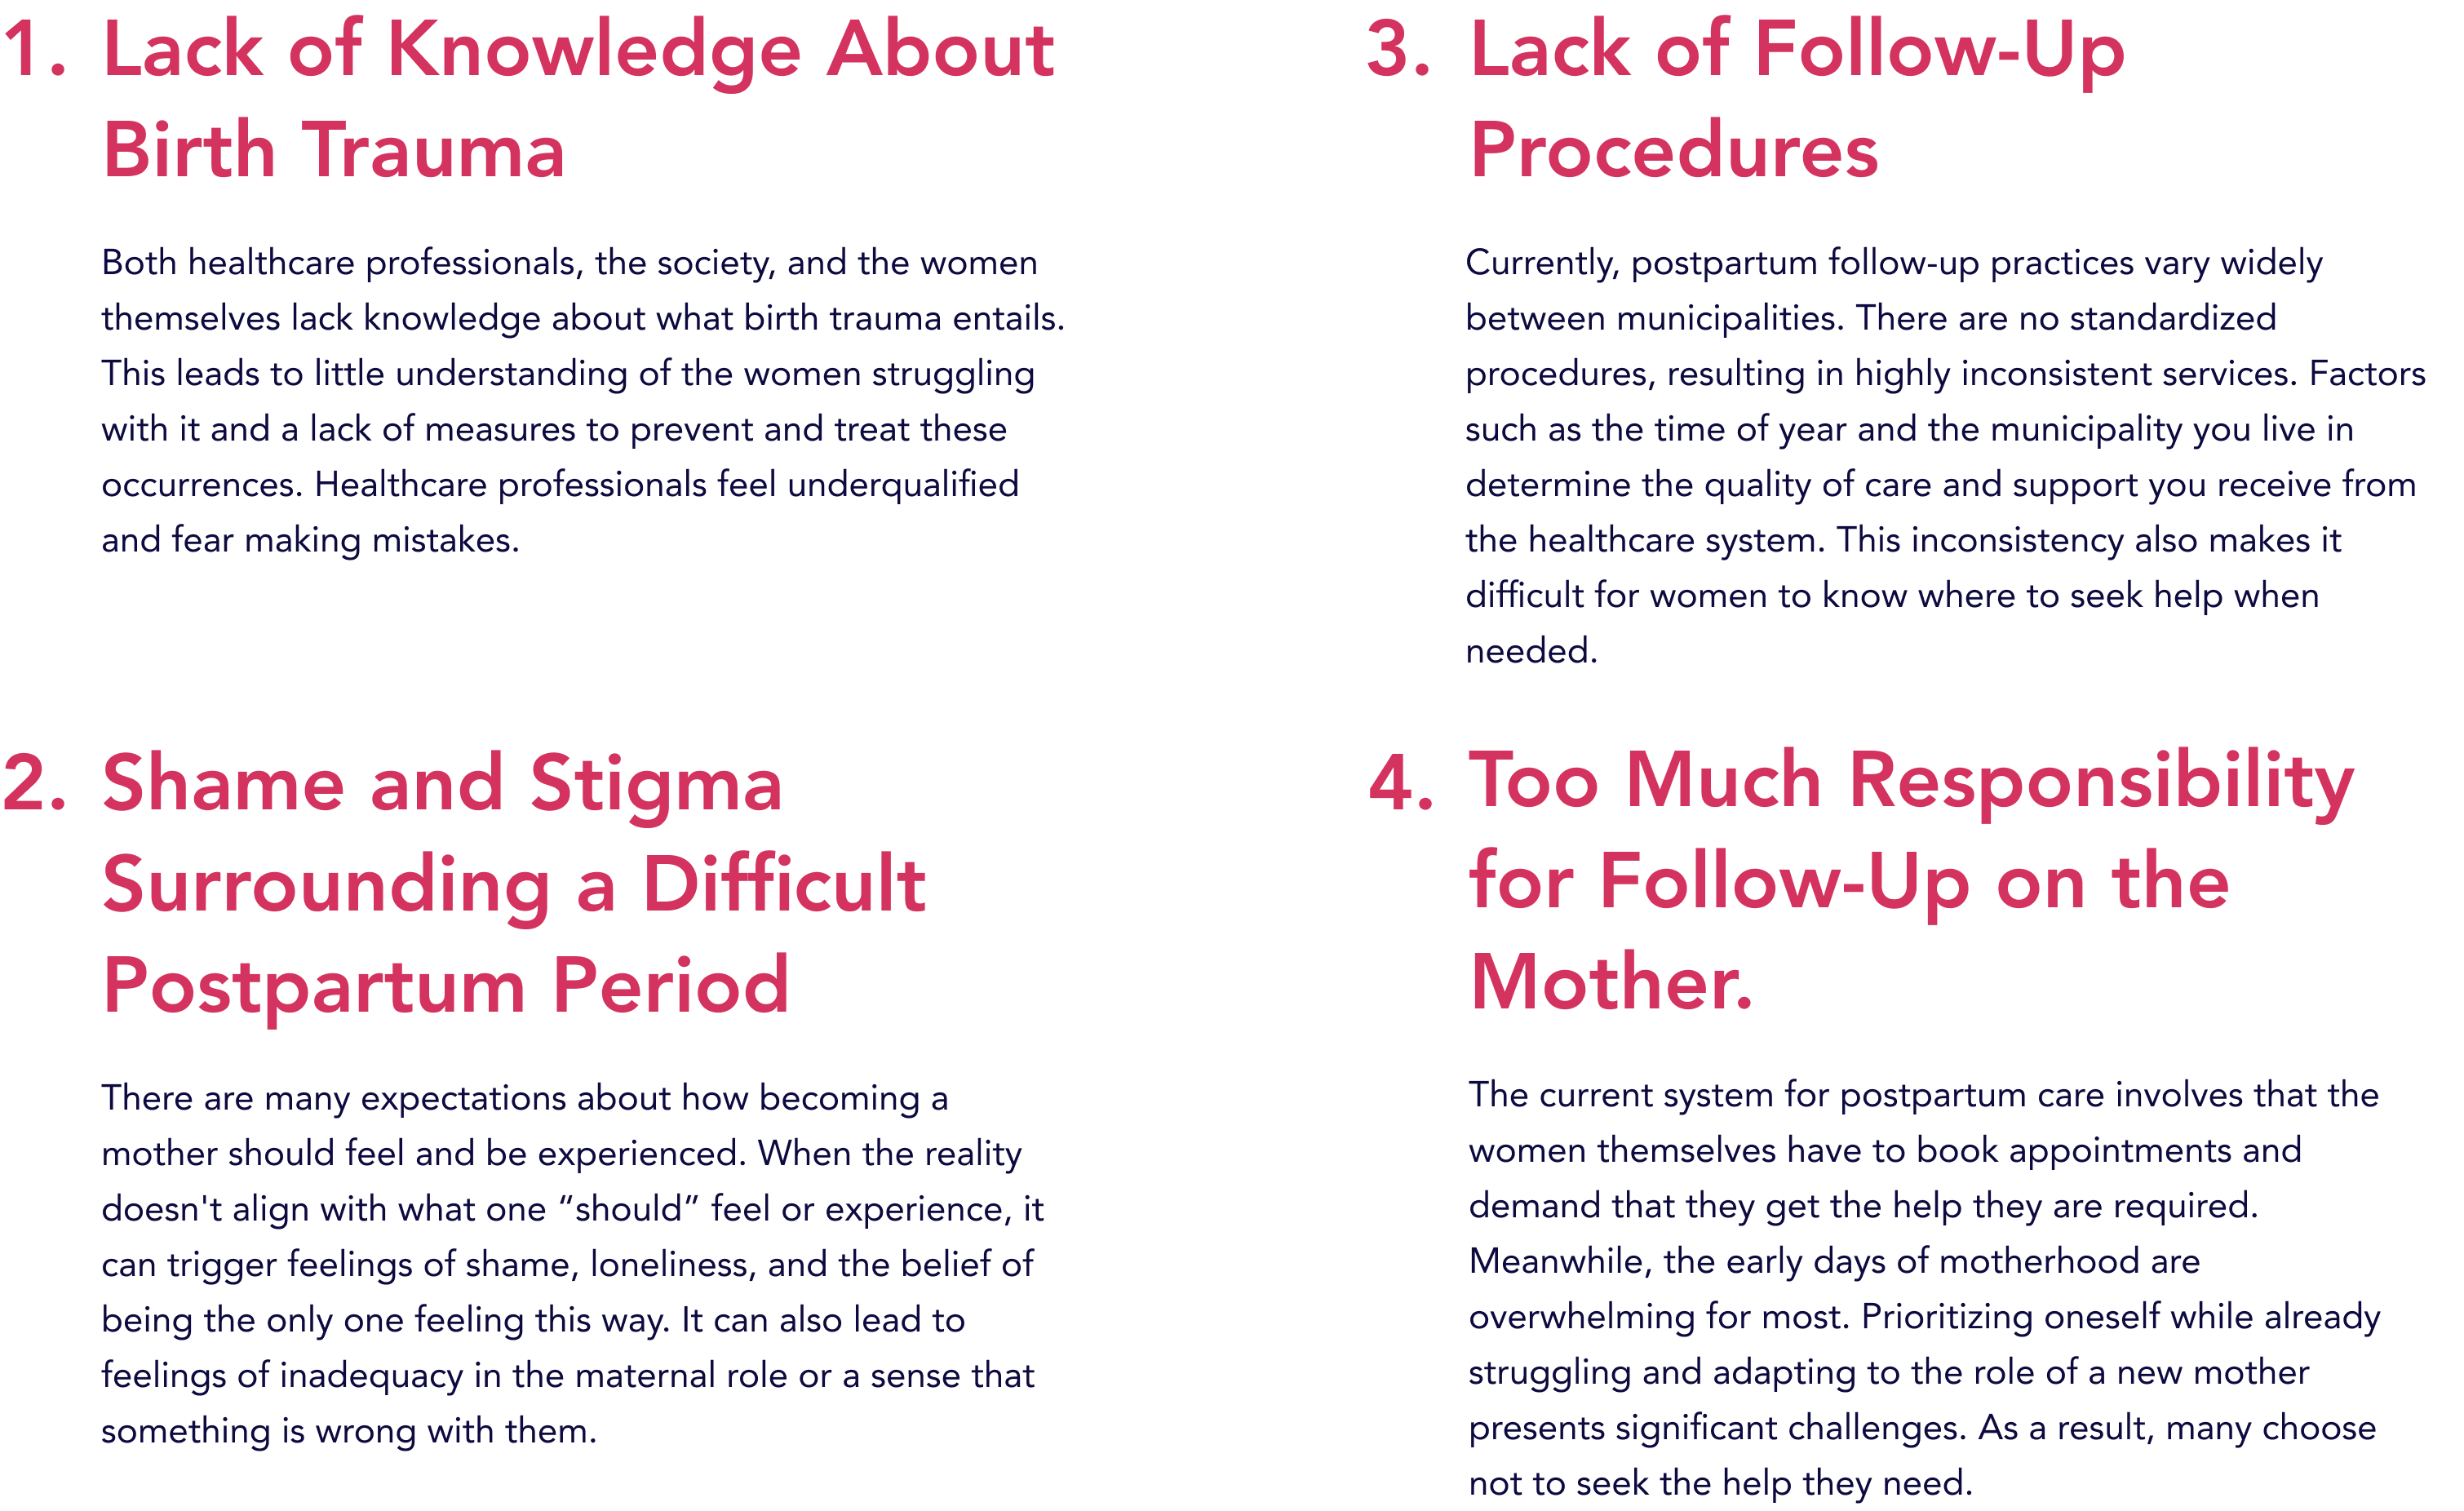 1. Lack of Knowledge About
Birth Trauma
Both healthcare professionals, the society, and the women
themselves lack knowledge about what birth trauma entails.
This leads to little understanding of the women struggling
with it and a lack of measures to prevent and treat these
occurrences. Healthcare professionals feel underqualified
and fear making mistakes.
2. Shame and Stigma
Surrounding a Difficult
Postpartum Period
There are many expectations about how becoming a
mother should feel and be experienced. When the reality
doesn't align with what one “should” feel or experience, it
can trigger feelings of shame, loneliness, and the belief of
being the only one feeling this way. It can also lead to
feelings of inadequacy in the maternal role or a sense that
something is wrong with them.
3. Lack of Follow-Up
Procedures
Currently, postpartum follow-up practices vary widely
between municipalities. There are no standardized
procedures, resulting in highly inconsistent services. Factors
such as the time of year and the municipality you live in
determine the quality of care and support you receive from
the healthcare system. This inconsistency also makes it
difficult for women to know where to seek help when
needed.
4. Too Much Responsibility
for Follow-Up on the
Mother.
The current system for postpartum care involves that the
women themselves have to book appointments and
demand that they get the help they are required.
Meanwhile, the early days of motherhood are
overwhelming for most. Prioritizing oneself while already
struggling and adapting to the role of a new mother
presents significant challenges. As a result, many choose
not to seek the help they need.